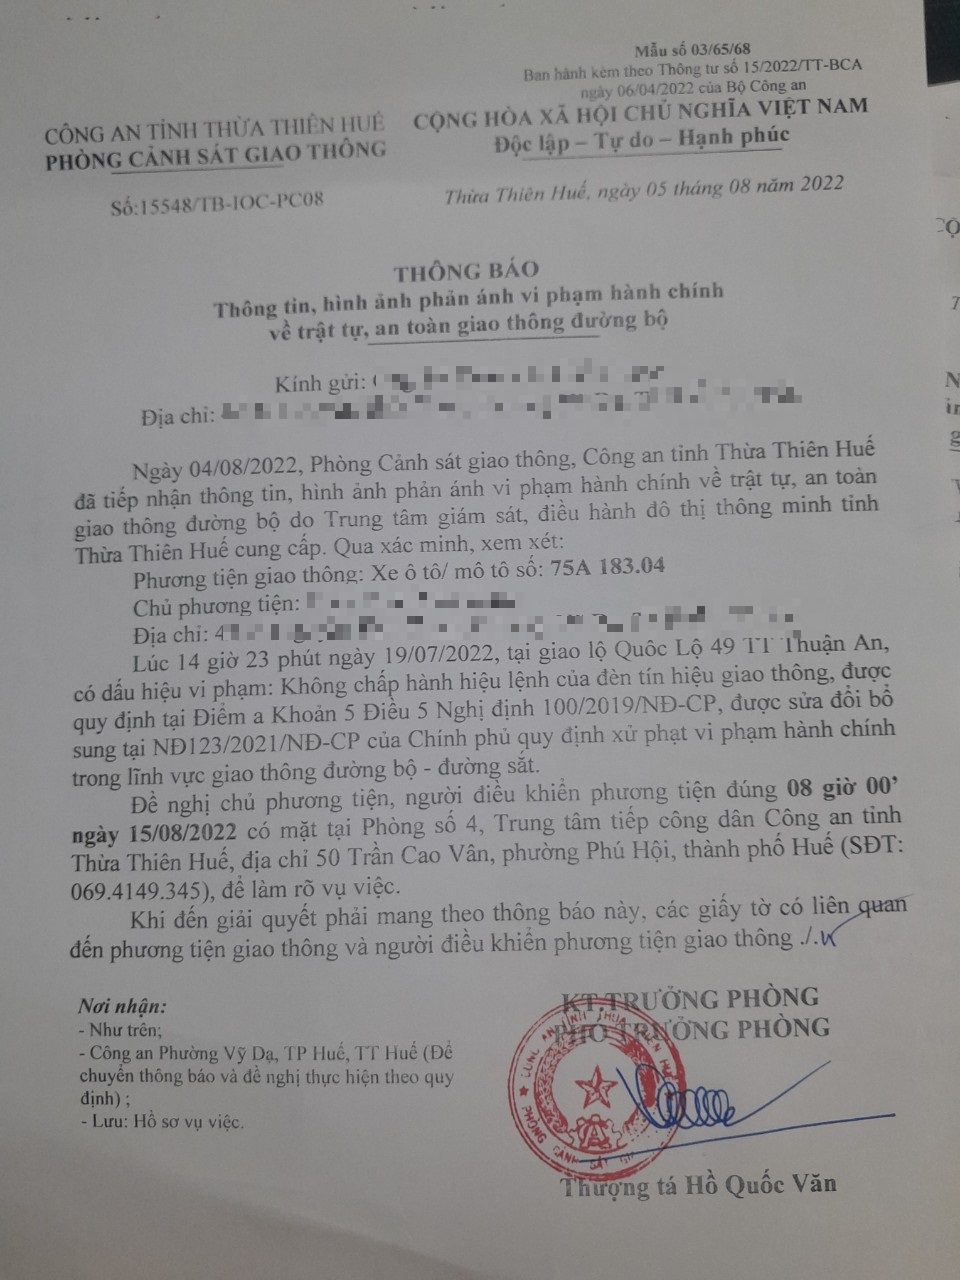 Mẫu số 03/65/68
Ban hành kèm theo Thông tư số 15/2022/TT-BCA
ngày 06/04/2022 của Bộ Công an
CÔNG AN TỈNH THỪA THIÊN HUẾ
PHÒNG CẢNH SÁT GIAO THÔNG
CỘNG HÒA XÃ HỘI CHỦ NGHĨA VIỆT NAM
Độc lập – Tự do – Hạnh phúc
Số:15548/TB-IOC-PC08
Thừa Thiên Huế, ngày 05 tháng 08 năm 2022
THÔNG BÁO
Thông tin, hình ảnh phản ánh vi phạm hành chính
về trật tự, an toàn giao thông đường bộ
Kính gửi:
Địa chỉ:
Ngày 04/08/2022, Phòng Cảnh sát giao thông, Công an tỉnh Thừa Thiên Huế
đã tiếp nhận thông tin, hình ảnh phản ánh vi phạm hành chính về trật tự, an toàn
giao thông đường bộ do Trung tâm giám sát, điều hành đô thị thông minh tỉnh
Thừa Thiên Huế cung cấp. Qua xác minh, xem xét:
Phương tiện giao thông: Xe ô tô/ mô tô số: 75A 183.04
Chủ phương tiện:
Địa chỉ: 4
Lúc 14 giờ 23 phút ngày 19/07/2022, tại giao lộ Quốc Lộ 49 TT Thuận An,
có dấu hiệu vi phạm: Không chấp hành hiệu lệnh của đèn tín hiệu giao thông, được
quy định tại Điểm a Khoản 5 Điều 5 Nghị định 100/2019/NĐ-CP, được sửa đổi bổ
sung tại NĐ123/2021/NĐ-CP của Chính phủ quy định xử phạt vi phạm hành chính
trong lĩnh vực giao thông đường bộ - đường sắt.
Đề nghị chủ phương tiện, người điều khiển phương tiện đúng 08 giờ 00’
ngày 15/08/2022 có mặt tại Phòng số 4, Trung tâm tiếp công dân Công an tỉnh
Thừa Thiên Huế, địa chỉ 50 Trần Cao Vân, phường Phú Hội, thành phố Huế (SĐT:
069.4149.345), để làm rõ vụ việc.
Khi đến giải quyết phải mang theo thông báo này, các giấy tờ có liên quan
đến phương tiện giao thông và người điều khiển phương tiện giao thông ./.
Nơi nhận:
- Như trên;
- Công an Phường Vỹ Dạ, TP Huế, TT Huế (Để
chuyển thông báo và đề nghị thực hiện theo quy
định) ;
- Lưu: Hồ sơ vụ việc.
KT.TRƯỞNG PHÒNG
PHÓ TRƯỞNG PHÒNG
CÔNG AN TỈNH THỪA THIÊN HUẾ
PHÒNG CẢNH SÁT
Thượng tá Hồ Quốc Văn